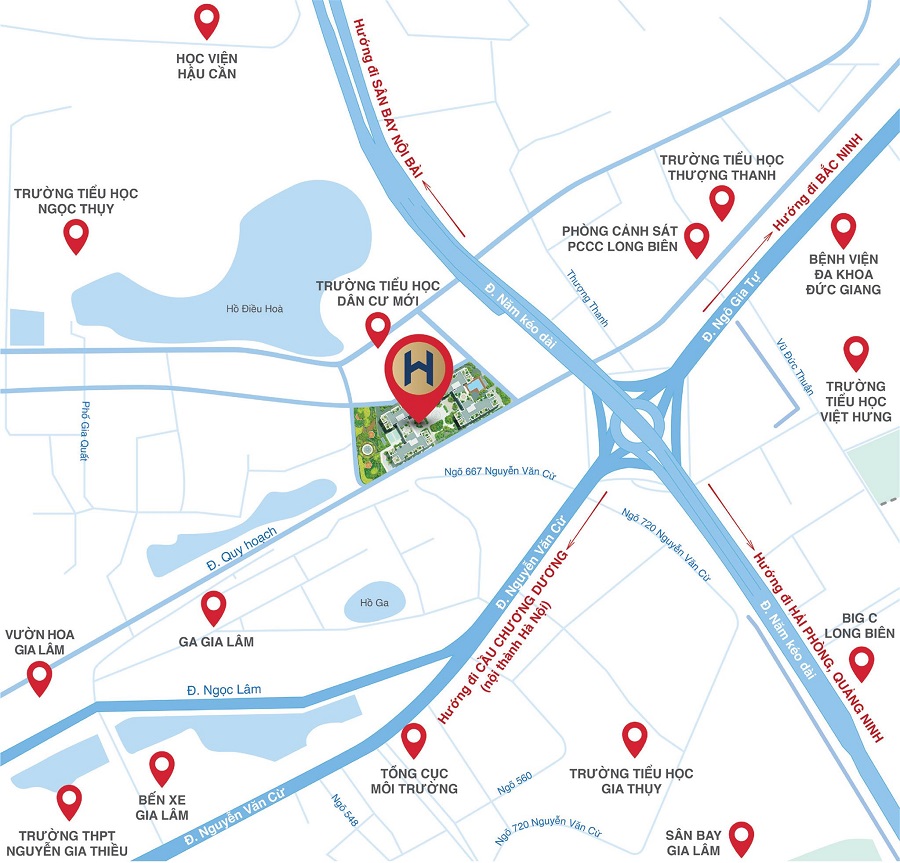 HỌC VIỆN
HẬU CẦN
Hướng đi SÂN BAY NỘI BÀI
TRƯỜNG TIỂU HỌC
THƯỢNG THANH
Hướng đi BẮC NINH
TRƯỜNG TIỂU HỌC
NGỌC THỤY
PHÒNG CẢNH SÁT
PCCC LONG BIÊN
BỆNH VIỆN
ĐA KHOA
ĐỨC GIANG
TRƯỜNG TIỂU HỌC
DÂN CƯ MỚI
Hồ Điều Hoà
Thượng Thanh
Đ. Năm kéo dài
Đ. Ngô Gia Tự
Vũ Đức Thuận
H
TRƯỜNG
TIỂU HỌC
VIỆT HƯNG
Phố Gia Quất
Ngõ 667 Nguyễn Văn Cừ
Đ. Quy hoạch
Đ. Nguyễn Văn Cừ
Ngõ 720 Nguyễn Văn Cừ
Hướng đi CẦU CHƯƠNG DƯƠNG
(nội thành Hà Nội)
Hướng đi HẢI PHÒNG, QUẢNG NINH
Đ. Năm kéo dài
Hồ Ga
GA GIA LÂM
VƯỜN HOA
GIA LÂM
BIG C
LONG BIÊN
Đ. Ngọc Lâm
TỔNG CỤC
MÔI TRƯỜNG
TRƯỜNG TIỂU HỌC
GIA THỤY
BẾN XE
GIA LÂM
Ngõ 560
Ngõ 548
Đ. Nguyễn Văn Cừ
Ngõ 720 Nguyễn Văn Cừ
TRƯỜNG THPT
NGUYỄN GIA THIỀU
SÂN BAY
GIA LÂM